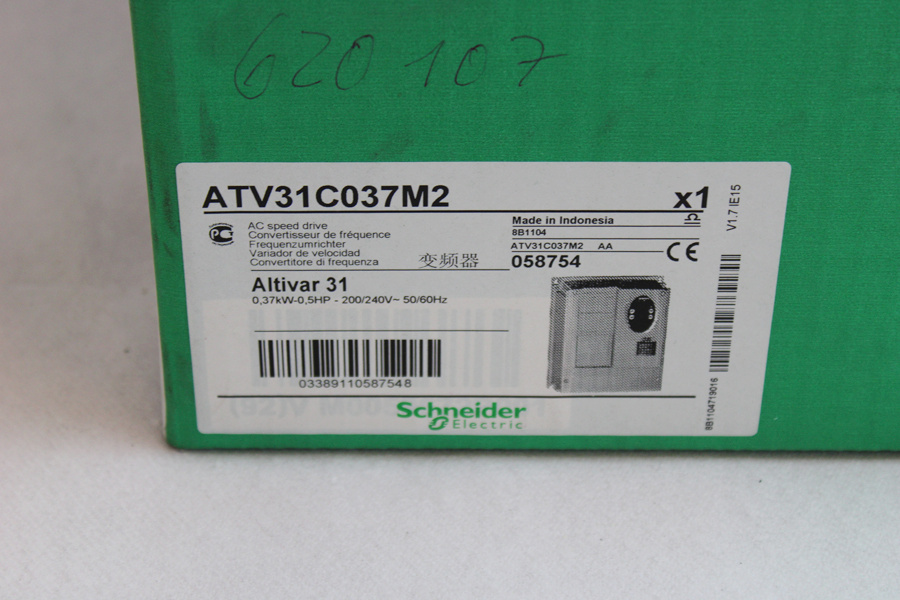 620107
ATV31C037M2
x1
AC speed drive
Convertisseur de fréquence
Frequenzumrichter
Variador de velocidad
Convertitore di frequenza
变频器
Made in Indonesia
8B1104
ATV31C037M2 AA
058754
CE
Altivar 31
0,37kW-0,5HP - 200/240V~ 50/60Hz
03389110587548
Schneider
Electric
V1.7 IE15
8B1104719016